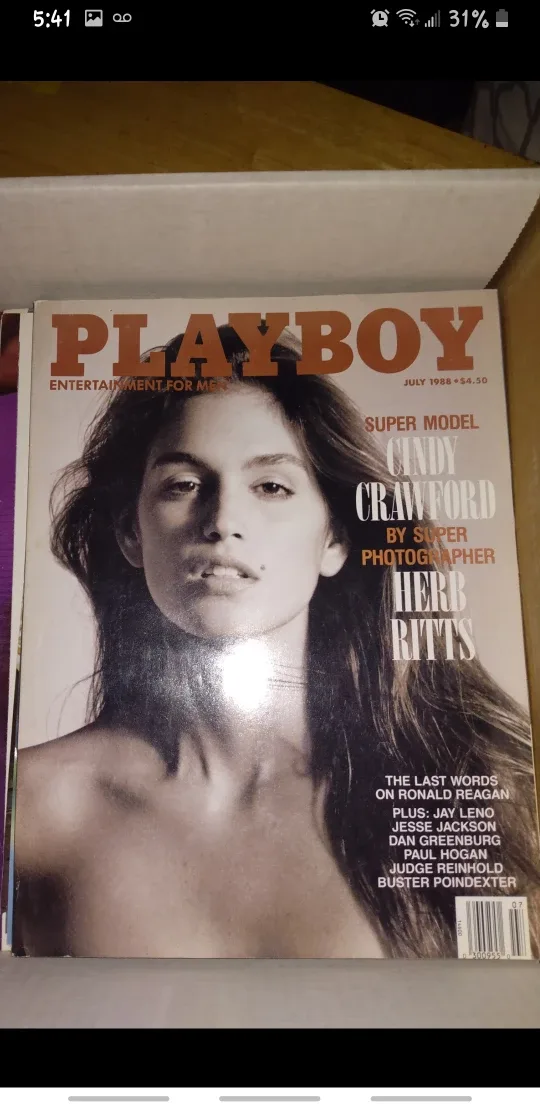 5:41
31%
PLAYBOY
ENTERTAINMENT FOR MEN
JULY 1988 • $4.50
SUPER MODEL
CINDY
CRAWFORD
BY SUPER
PHOTOGRAPHER
HERB
RITTS
THE LAST WORDS
ON RONALD REAGAN
PLUS: JAY LENO
JESSE JACKSON
DAN GREENBURG
PAUL HOGAN
JUDGE REINHOLD
BUSTER POINDEXTER
07